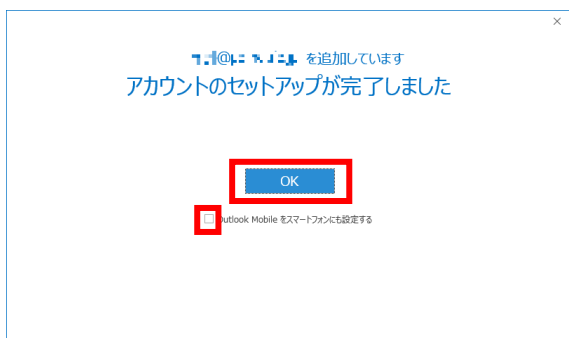 @ を追加しています
アカウントのセットアップが完了しました
OK
Outlook Mobile をスマートフォンにも設定する